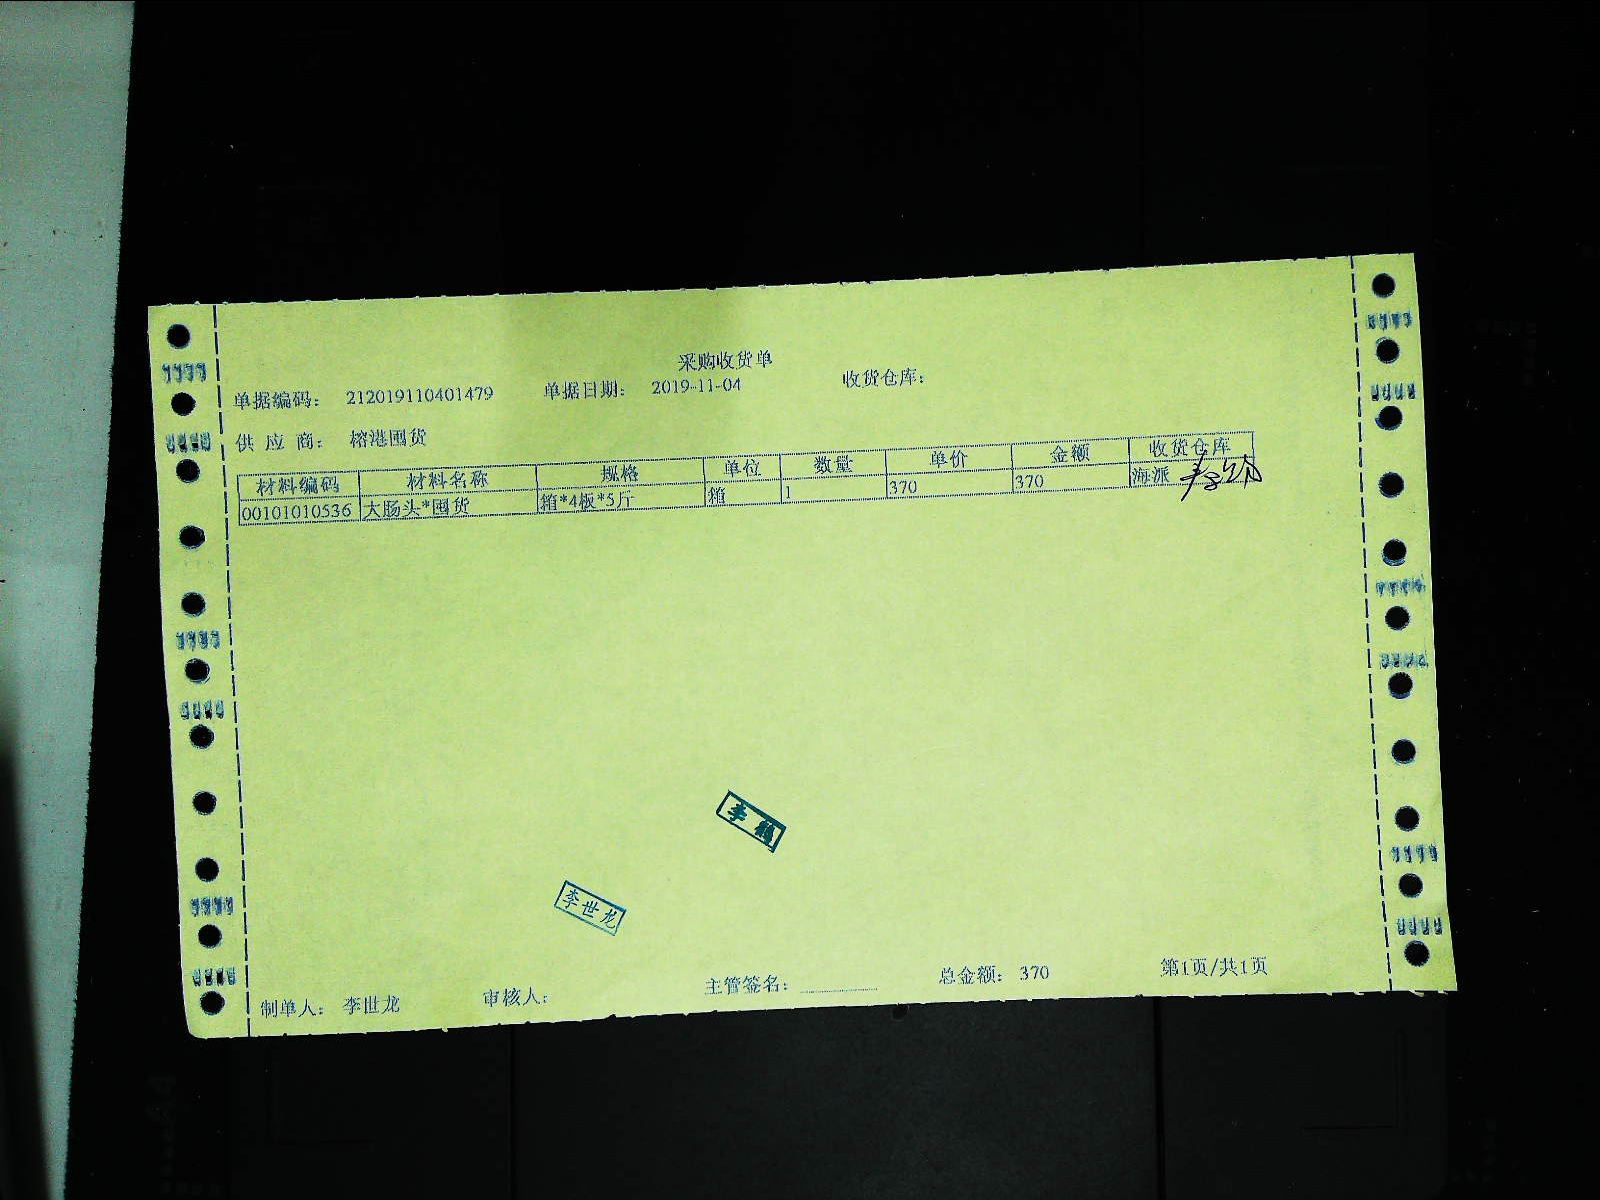 采购收货单
单据编码： 212019110401479 单据日期： 2019-11-04 收货仓库：
供 应 商： 榕港囤货
材料编码 材料名称 规格 单位 数量 单价 金额 收货仓库
00101010536 大肠头*囤货 箱*4板*5斤 箱 1 370 370 海派
李鹤
李世龙
制单人： 李世龙 审核人： 主管签名： 总金额： 370 第1页/共1页